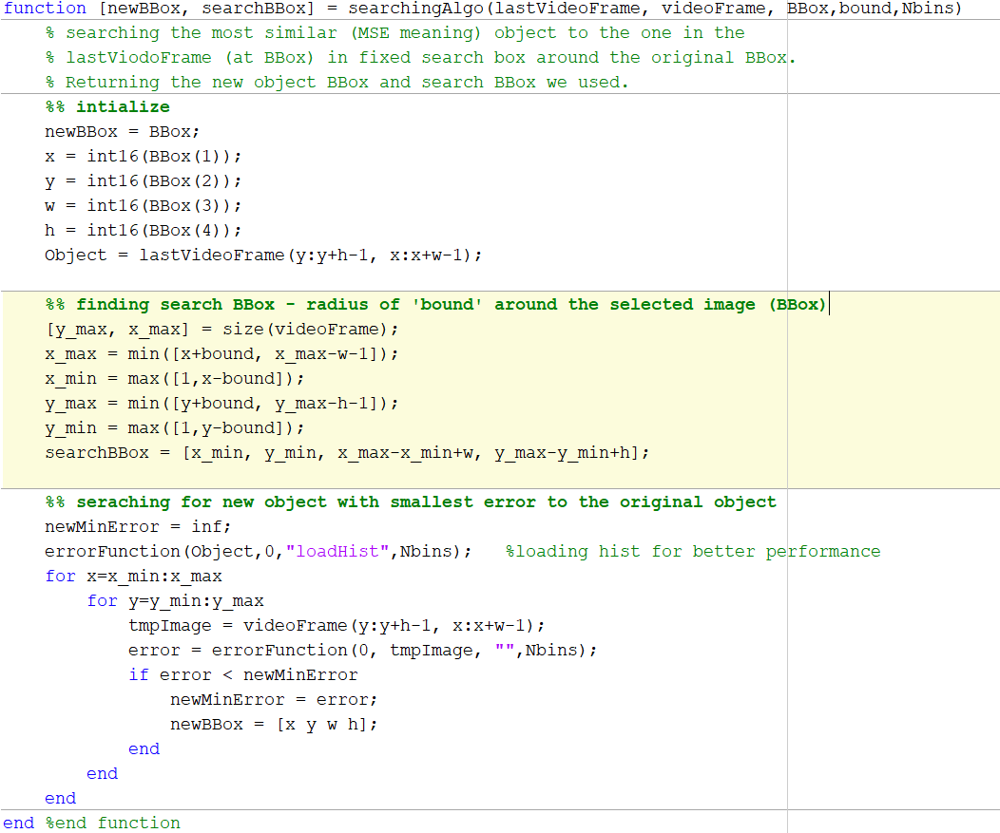 function [newBBox, searchBBox] = searchingAlgo(lastVideoFrame, videoFrame, BBox,bound,Nbins)
    % searching the most similar (MSE meaning) object to the one in the
    % lastViodoFrame (at BBox) in fixed search box around the original BBox.
    % Returning the new object BBox and search BBox we used.
    %% intialize
    newBBox = BBox;
    x = int16(BBox(1));
    y = int16(BBox(2));
    w = int16(BBox(3));
    h = int16(BBox(4));
    Object = lastVideoFrame(y:y+h-1, x:x+w-1);
    %% finding search BBox - radius of 'bound' around the selected image (BBox)
    [y_max, x_max] = size(videoFrame);
    x_max = min([x+bound, x_max-w-1]);
    x_min = max([1,x-bound]);
    y_max = min([y+bound, y_max-h-1]);
    y_min = max([1,y-bound]);
    searchBBox = [x_min, y_min, x_max-x_min+w, y_max-y_min+h];
    %% seraching for new object with smallest error to the original object
    newMinError = inf;
    errorFunction(Object,0,"loadHist",Nbins);   %loading hist for better performance
    for x=x_min:x_max
        for y=y_min:y_max
            tmpImage = videoFrame(y:y+h-1, x:x+w-1);
            error = errorFunction(0, tmpImage, "",Nbins);
            if error < newMinError
                newMinError = error;
                newBBox = [x y w h];
            end
        end
    end
end %end function